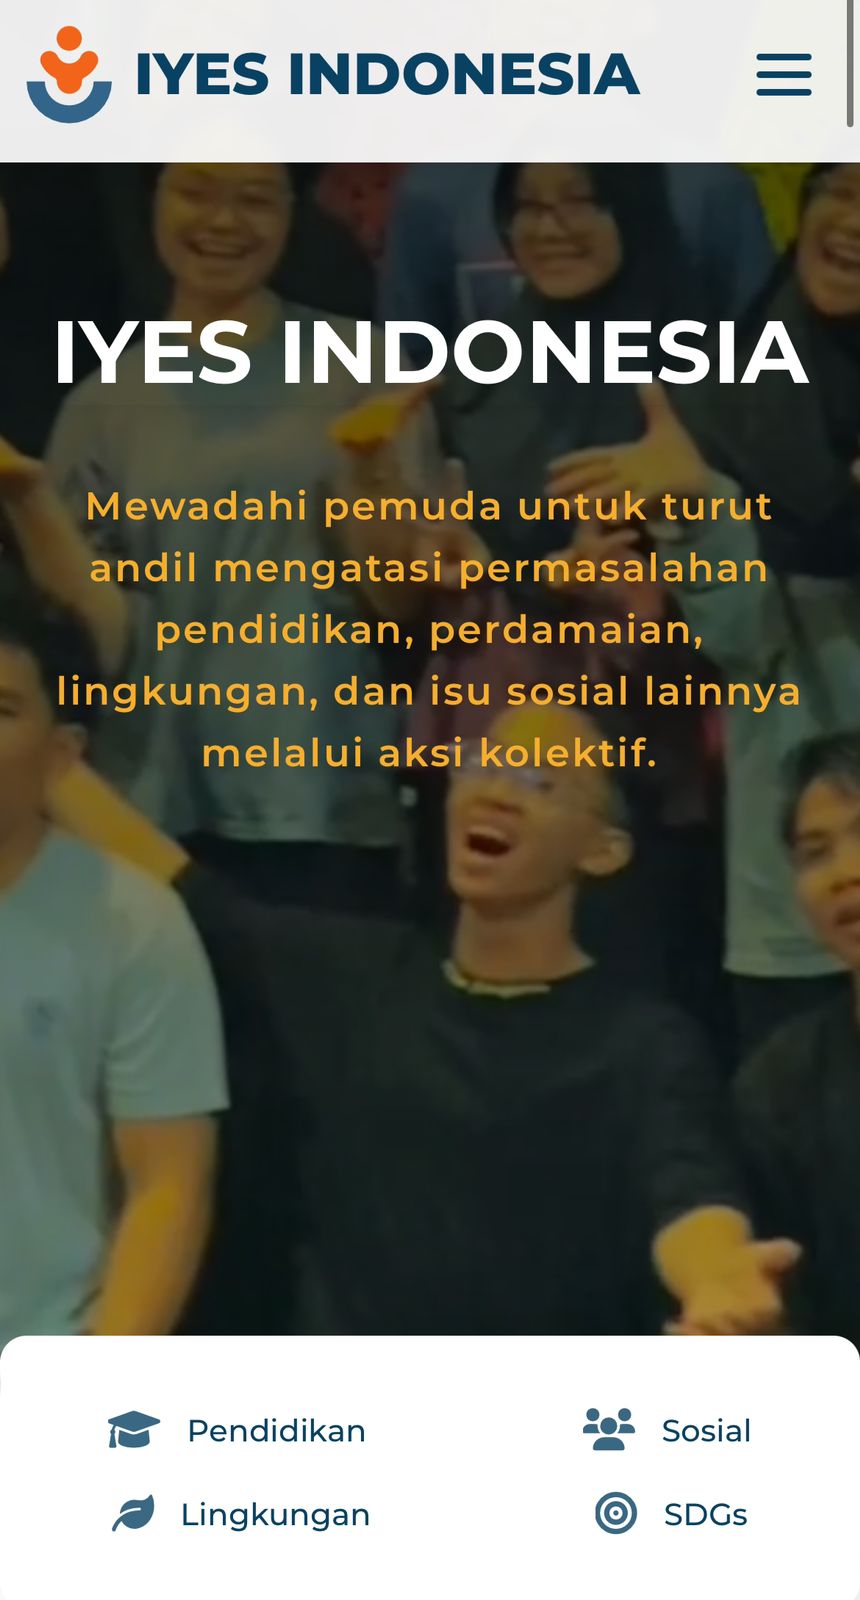 IYES INDONESIA
IYES INDONESIA
Mewadahi pemuda untuk turut
andil mengatasi permasalahan
pendidikan, perdamaian,
lingkungan, dan isu sosial lainnya
melalui aksi kolektif.
Pendidikan
Sosial
Lingkungan
SDGs